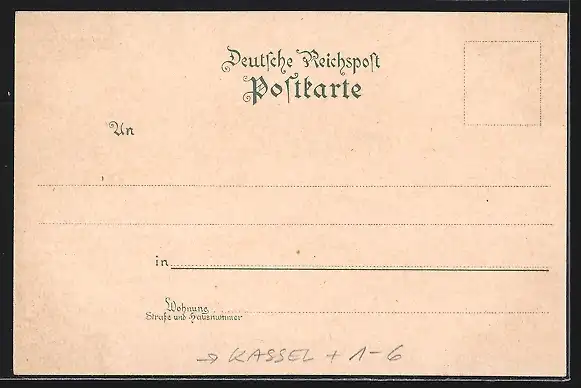 Deutſche Reichspoſt
Poſtkarte
An
in
Wohnung
Straße und Hausnummer
→ KASSEL + 1-6